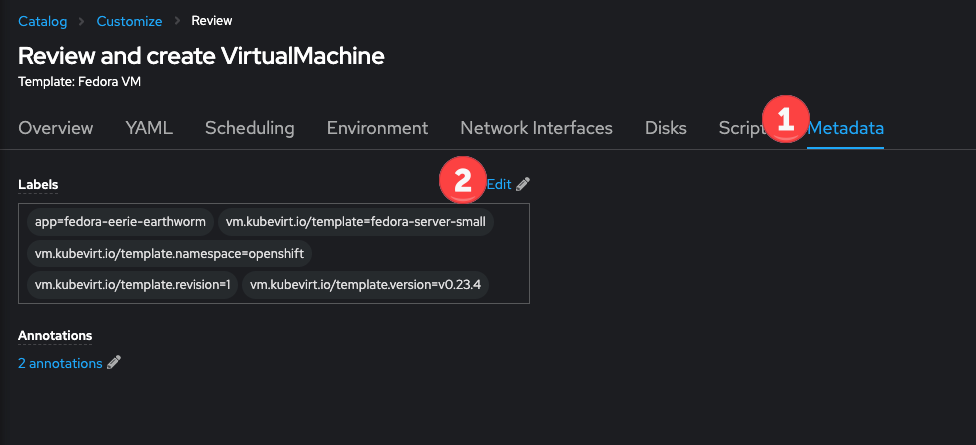 Catalog > Customize > Review
Review and create VirtualMachine
Template: Fedora VM
Overview YAML Scheduling Environment Network Interfaces Disks Script 1 Metadata
Labels 2 Edit
app=fedora-eerie-earthworm vm.kubevirt.io/template=fedora-server-small
vm.kubevirt.io/template.namespace=openshift
vm.kubevirt.io/template.revision=1 vm.kubevirt.io/template.version=v0.23.4
Annotations
2 annotations